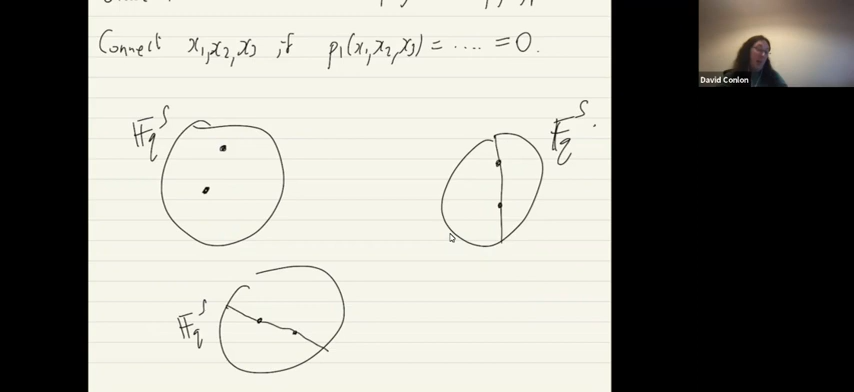 Connect x₁,x₂,x₃ if p₁(x₁,x₂,x₃) = .... = 0.
David Conlon
𝔽_q^s
𝔽_q^s.
𝔽_q^s